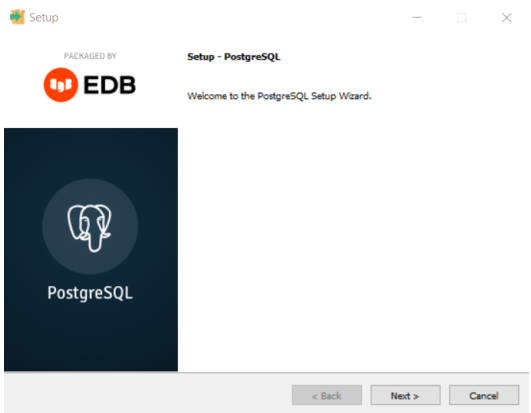 Setup
PACKAGED BY
EDB
Setup - PostgreSQL
Welcome to the PostgreSQL Setup Wizard.
PostgreSQL
< Back
Next >
Cancel